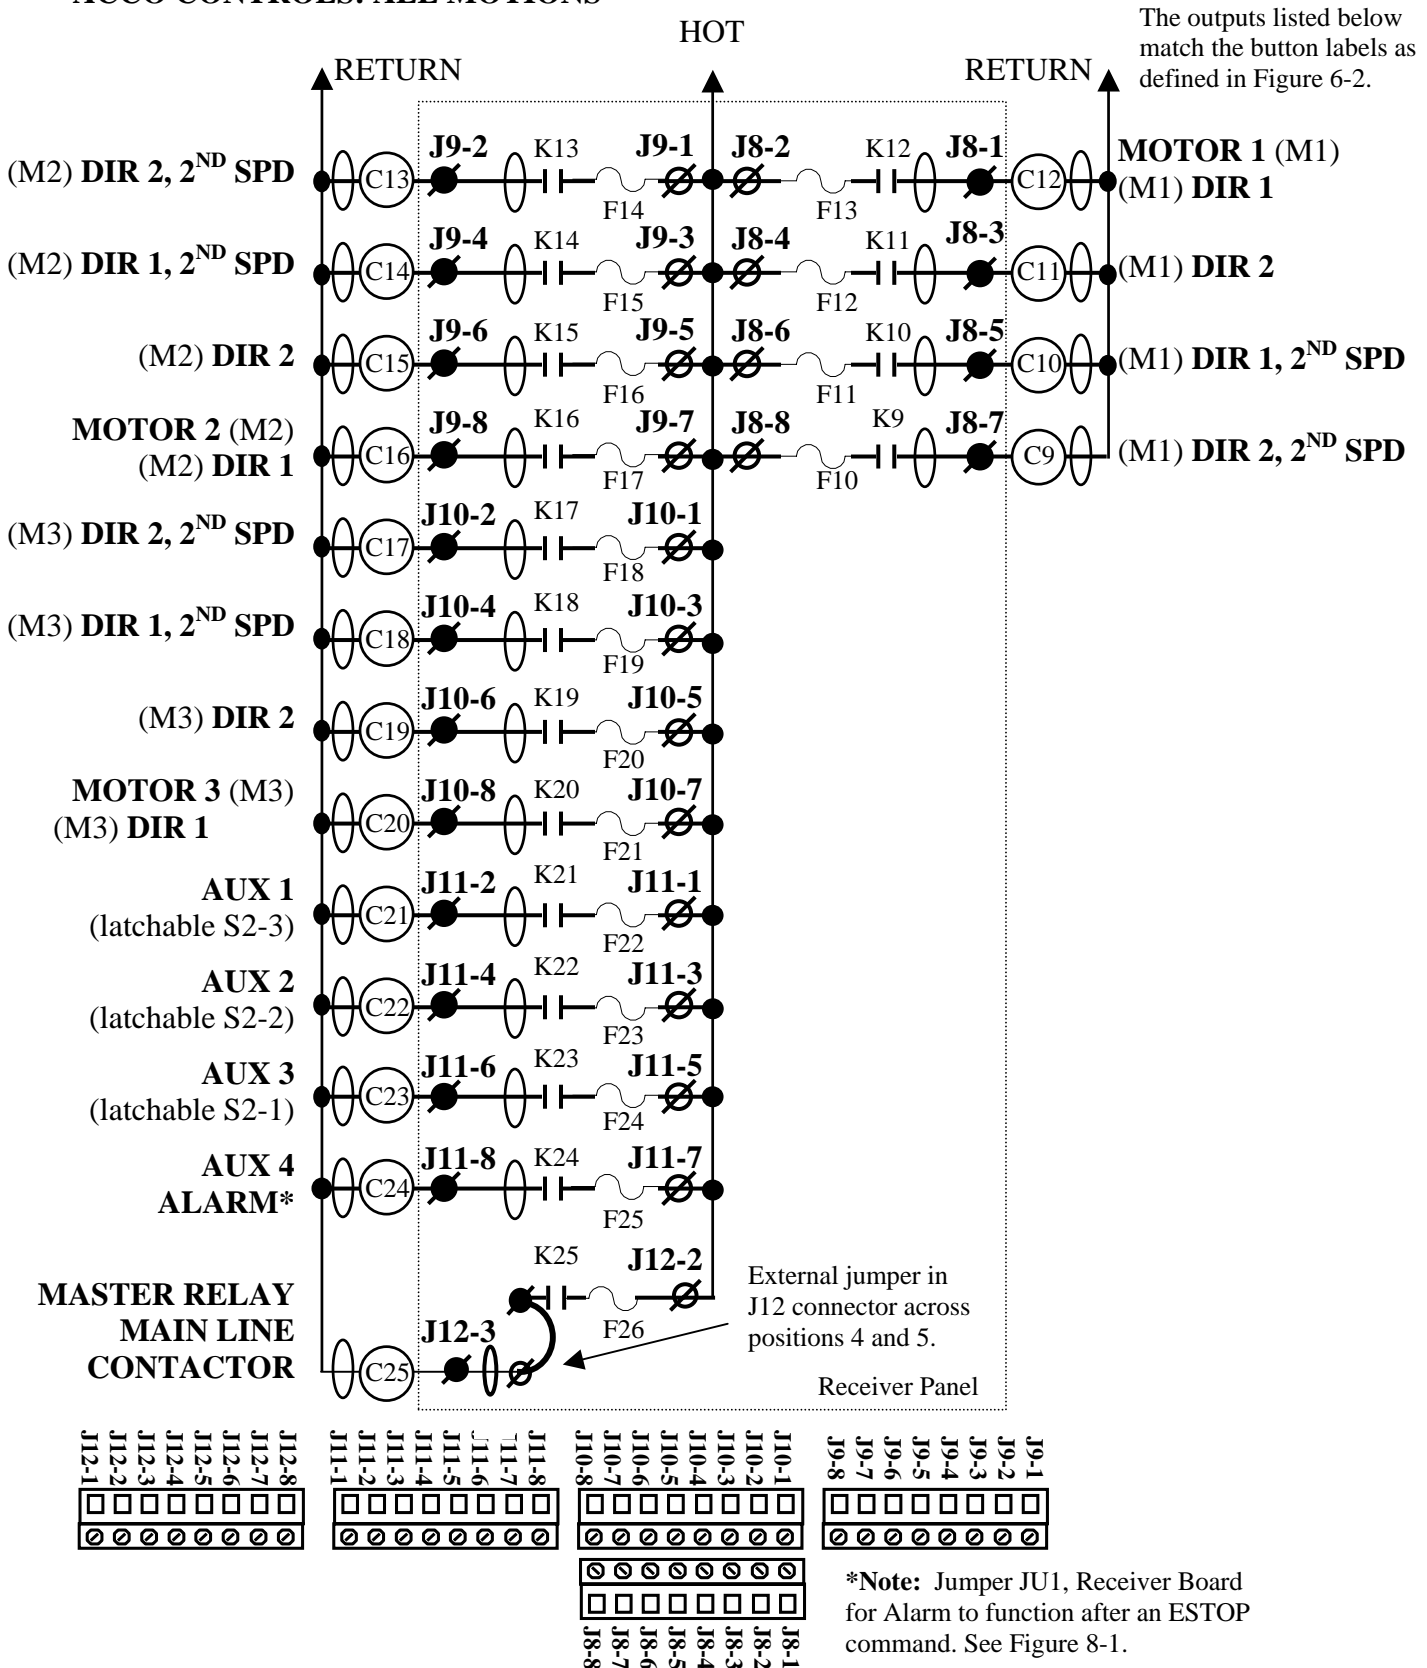 ACCO CONTROLS: ALL MOTIONS
The outputs listed below
match the button labels as
defined in Figure 6-2.
HOT
RETURN
RETURN
(M2) DIR 2, 2ND SPD
C13
J9-2
K13
F14
J9-1
J8-2
F13
K12
J8-1
C12
MOTOR 1 (M1)
(M1) DIR 1
(M2) DIR 1, 2ND SPD
C14
J9-4
K14
F15
J9-3
J8-4
F12
K11
J8-3
C11
(M1) DIR 2
(M2) DIR 2
C15
J9-6
K15
F16
J9-5
J8-6
F11
K10
J8-5
C10
(M1) DIR 1, 2ND SPD
MOTOR 2 (M2)
(M2) DIR 1
C16
J9-8
K16
F17
J9-7
J8-8
F10
K9
J8-7
C9
(M1) DIR 2, 2ND SPD
(M3) DIR 2, 2ND SPD
C17
J10-2
K17
F18
J10-1
(M3) DIR 1, 2ND SPD
C18
J10-4
K18
F19
J10-3
(M3) DIR 2
C19
J10-6
K19
F20
J10-5
MOTOR 3 (M3)
(M3) DIR 1
C20
J10-8
K20
F21
J10-7
AUX 1
(latchable S2-3)
C21
J11-2
K21
F22
J11-1
AUX 2
(latchable S2-2)
C22
J11-4
K22
F23
J11-3
AUX 3
(latchable S2-1)
C23
J11-6
K23
F24
J11-5
AUX 4
ALARM*
C24
J11-8
K24
F25
J11-7
MASTER RELAY
MAIN LINE
CONTACTOR
C25
J12-3
K25
F26
J12-2
External jumper in
J12 connector across
positions 4 and 5.
Receiver Panel
J12-1
J12-2
J12-3
J12-4
J12-5
J12-6
J12-7
J12-8
J11-1
J11-2
J11-3
J11-4
J11-5
J11-6
J11-7
J11-8
J10-8
J10-7
J10-6
J10-5
J10-4
J10-3
J10-2
J10-1
J9-8
J9-7
J9-6
J9-5
J9-4
J9-3
J9-2
J9-1
J8-8
J8-7
J8-6
J8-5
J8-4
J8-3
J8-2
J8-1
*Note: Jumper JU1, Receiver Board
for Alarm to function after an ESTOP
command. See Figure 8-1.